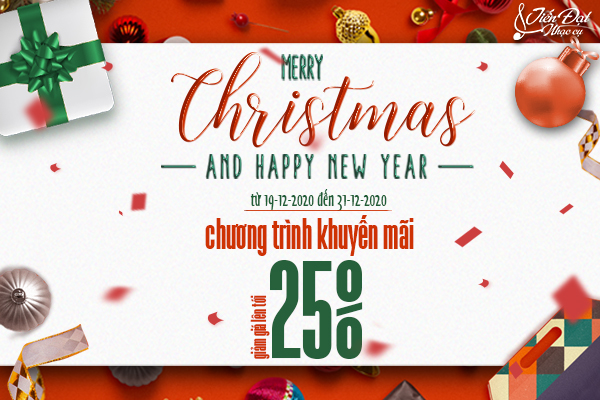 Tiến Đạt
Nhạc cụ
MERRY
Christmas
AND HAPPY NEW YEAR
từ 19-12-2020 đến 31-12-2020
chương trình khuyến mãi
giảm giá lên tới
25%